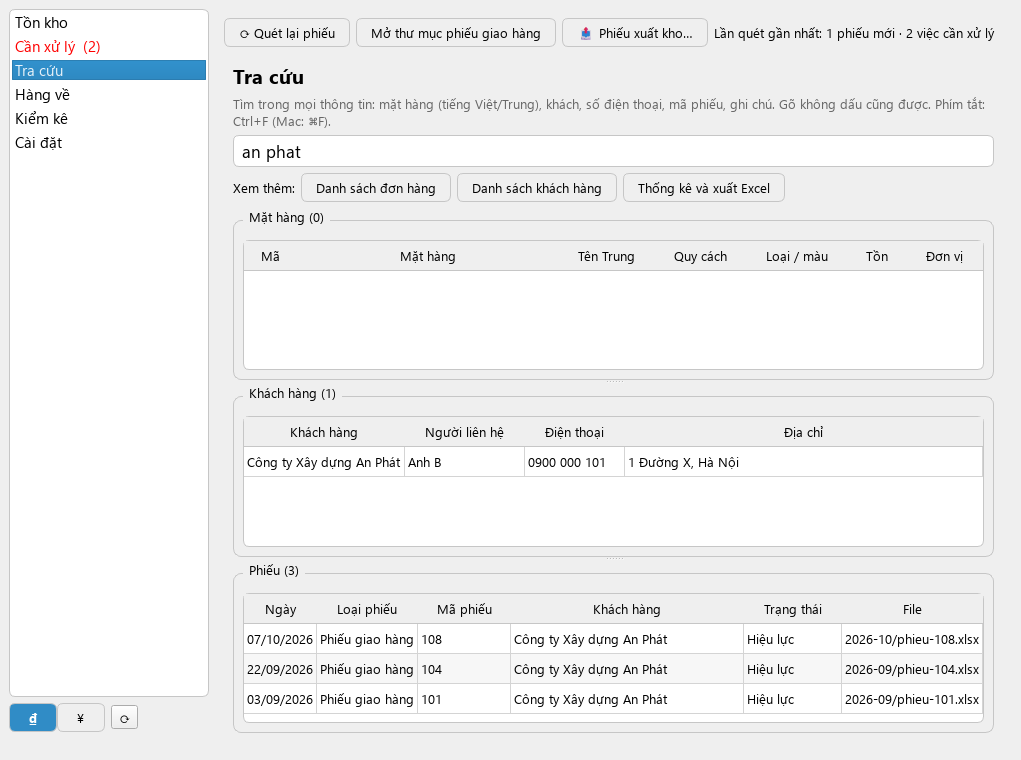 Tồn kho
Cần xử lý (2)
Tra cứu
Hàng về
Kiểm kê
Cài đặt
₫ ¥ ⟳
⟳ Quét lại phiếu Mở thư mục phiếu giao hàng 📤 Phiếu xuất kho... Lần quét gần nhất: 1 phiếu mới · 2 việc cần xử lý
Tra cứu
Tìm trong mọi thông tin: mặt hàng (tiếng Việt/Trung), khách, số điện thoại, mã phiếu, ghi chú. Gõ không dấu cũng được. Phím tắt:
Ctrl+F (Mac: ⌘F).
an phat
Xem thêm: Danh sách đơn hàng Danh sách khách hàng Thống kê và xuất Excel
Mặt hàng (0)
Mã Mặt hàng Tên Trung Quy cách Loại / màu Tồn Đơn vị
Khách hàng (1)
Khách hàng Người liên hệ Điện thoại Địa chỉ
Công ty Xây dựng An Phát Anh B 0900 000 101 1 Đường X, Hà Nội
Phiếu (3)
Ngày Loại phiếu Mã phiếu Khách hàng Trạng thái File
07/10/2026 Phiếu giao hàng 108 Công ty Xây dựng An Phát Hiệu lực 2026-10/phieu-108.xlsx
22/09/2026 Phiếu giao hàng 104 Công ty Xây dựng An Phát Hiệu lực 2026-09/phieu-104.xlsx
03/09/2026 Phiếu giao hàng 101 Công ty Xây dựng An Phát Hiệu lực 2026-09/phieu-101.xlsx